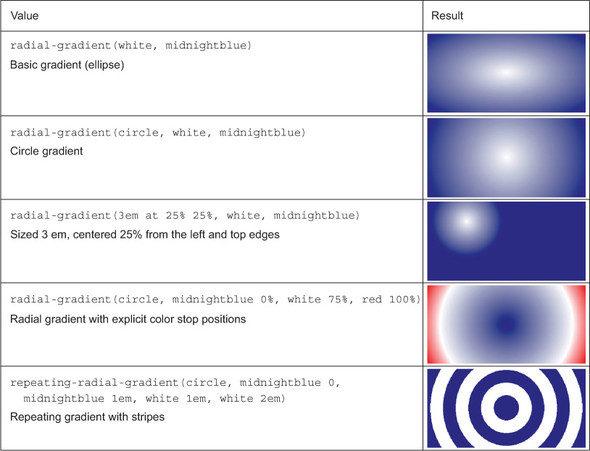 Value Result
radial-gradient(white, midnightblue)
Basic gradient (ellipse)
radial-gradient(circle, white, midnightblue)
Circle gradient
radial-gradient(3em at 25% 25%, white, midnightblue)
Sized 3 em, centered 25% from the left and top edges
radial-gradient(circle, midnightblue 0%, white 75%, red 100%)
Radial gradient with explicit color stop positions
repeating-radial-gradient(circle, midnightblue 0,
midnightblue 1em, white 1em, white 2em)
Repeating gradient with stripes